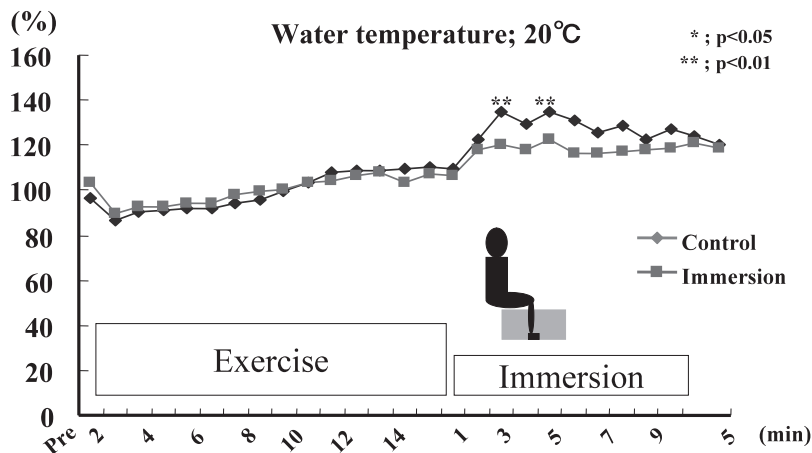 (%)
Water temperature; 20℃
* ; p<0.05
** ; p<0.01
160
140
120
100
80
60
40
20
0
** **
Control
Immersion
Exercise
Immersion
Pre 2 4 6 8 10 12 14 1 3 5 7 9 5 (min)